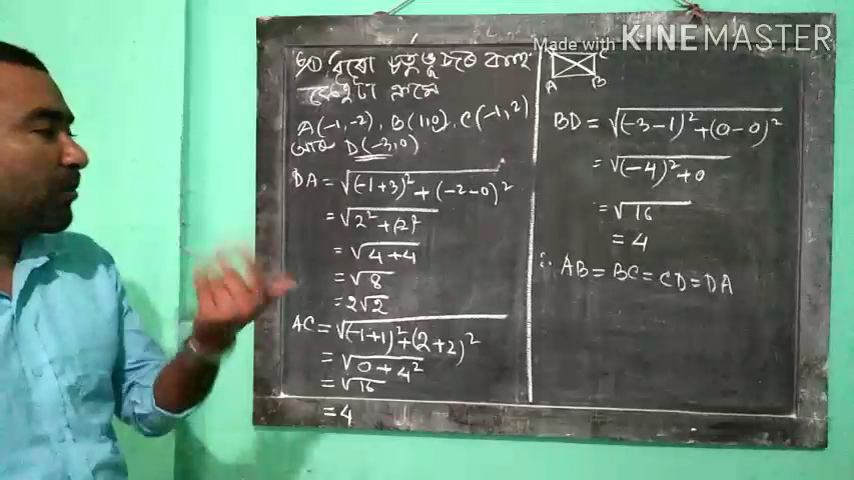 Made with KINEMASTER
A(-1,-2), B(1,0), C(-1,2)
আৰু D(-3,0)
DA = √(-1+3)² + (-2-0)²
= √2² + (2²
= √4+4
= √8
= 2√2
AC = √(-1+1)² + (2+2)²
= √0+4²
= √16
= 4
A B
BD = √(-3-1)² + (0-0)²
= √(-4)² + 0
= √16
= 4
∴ AB = BC = CD = DA